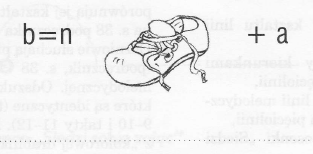 b=n + a